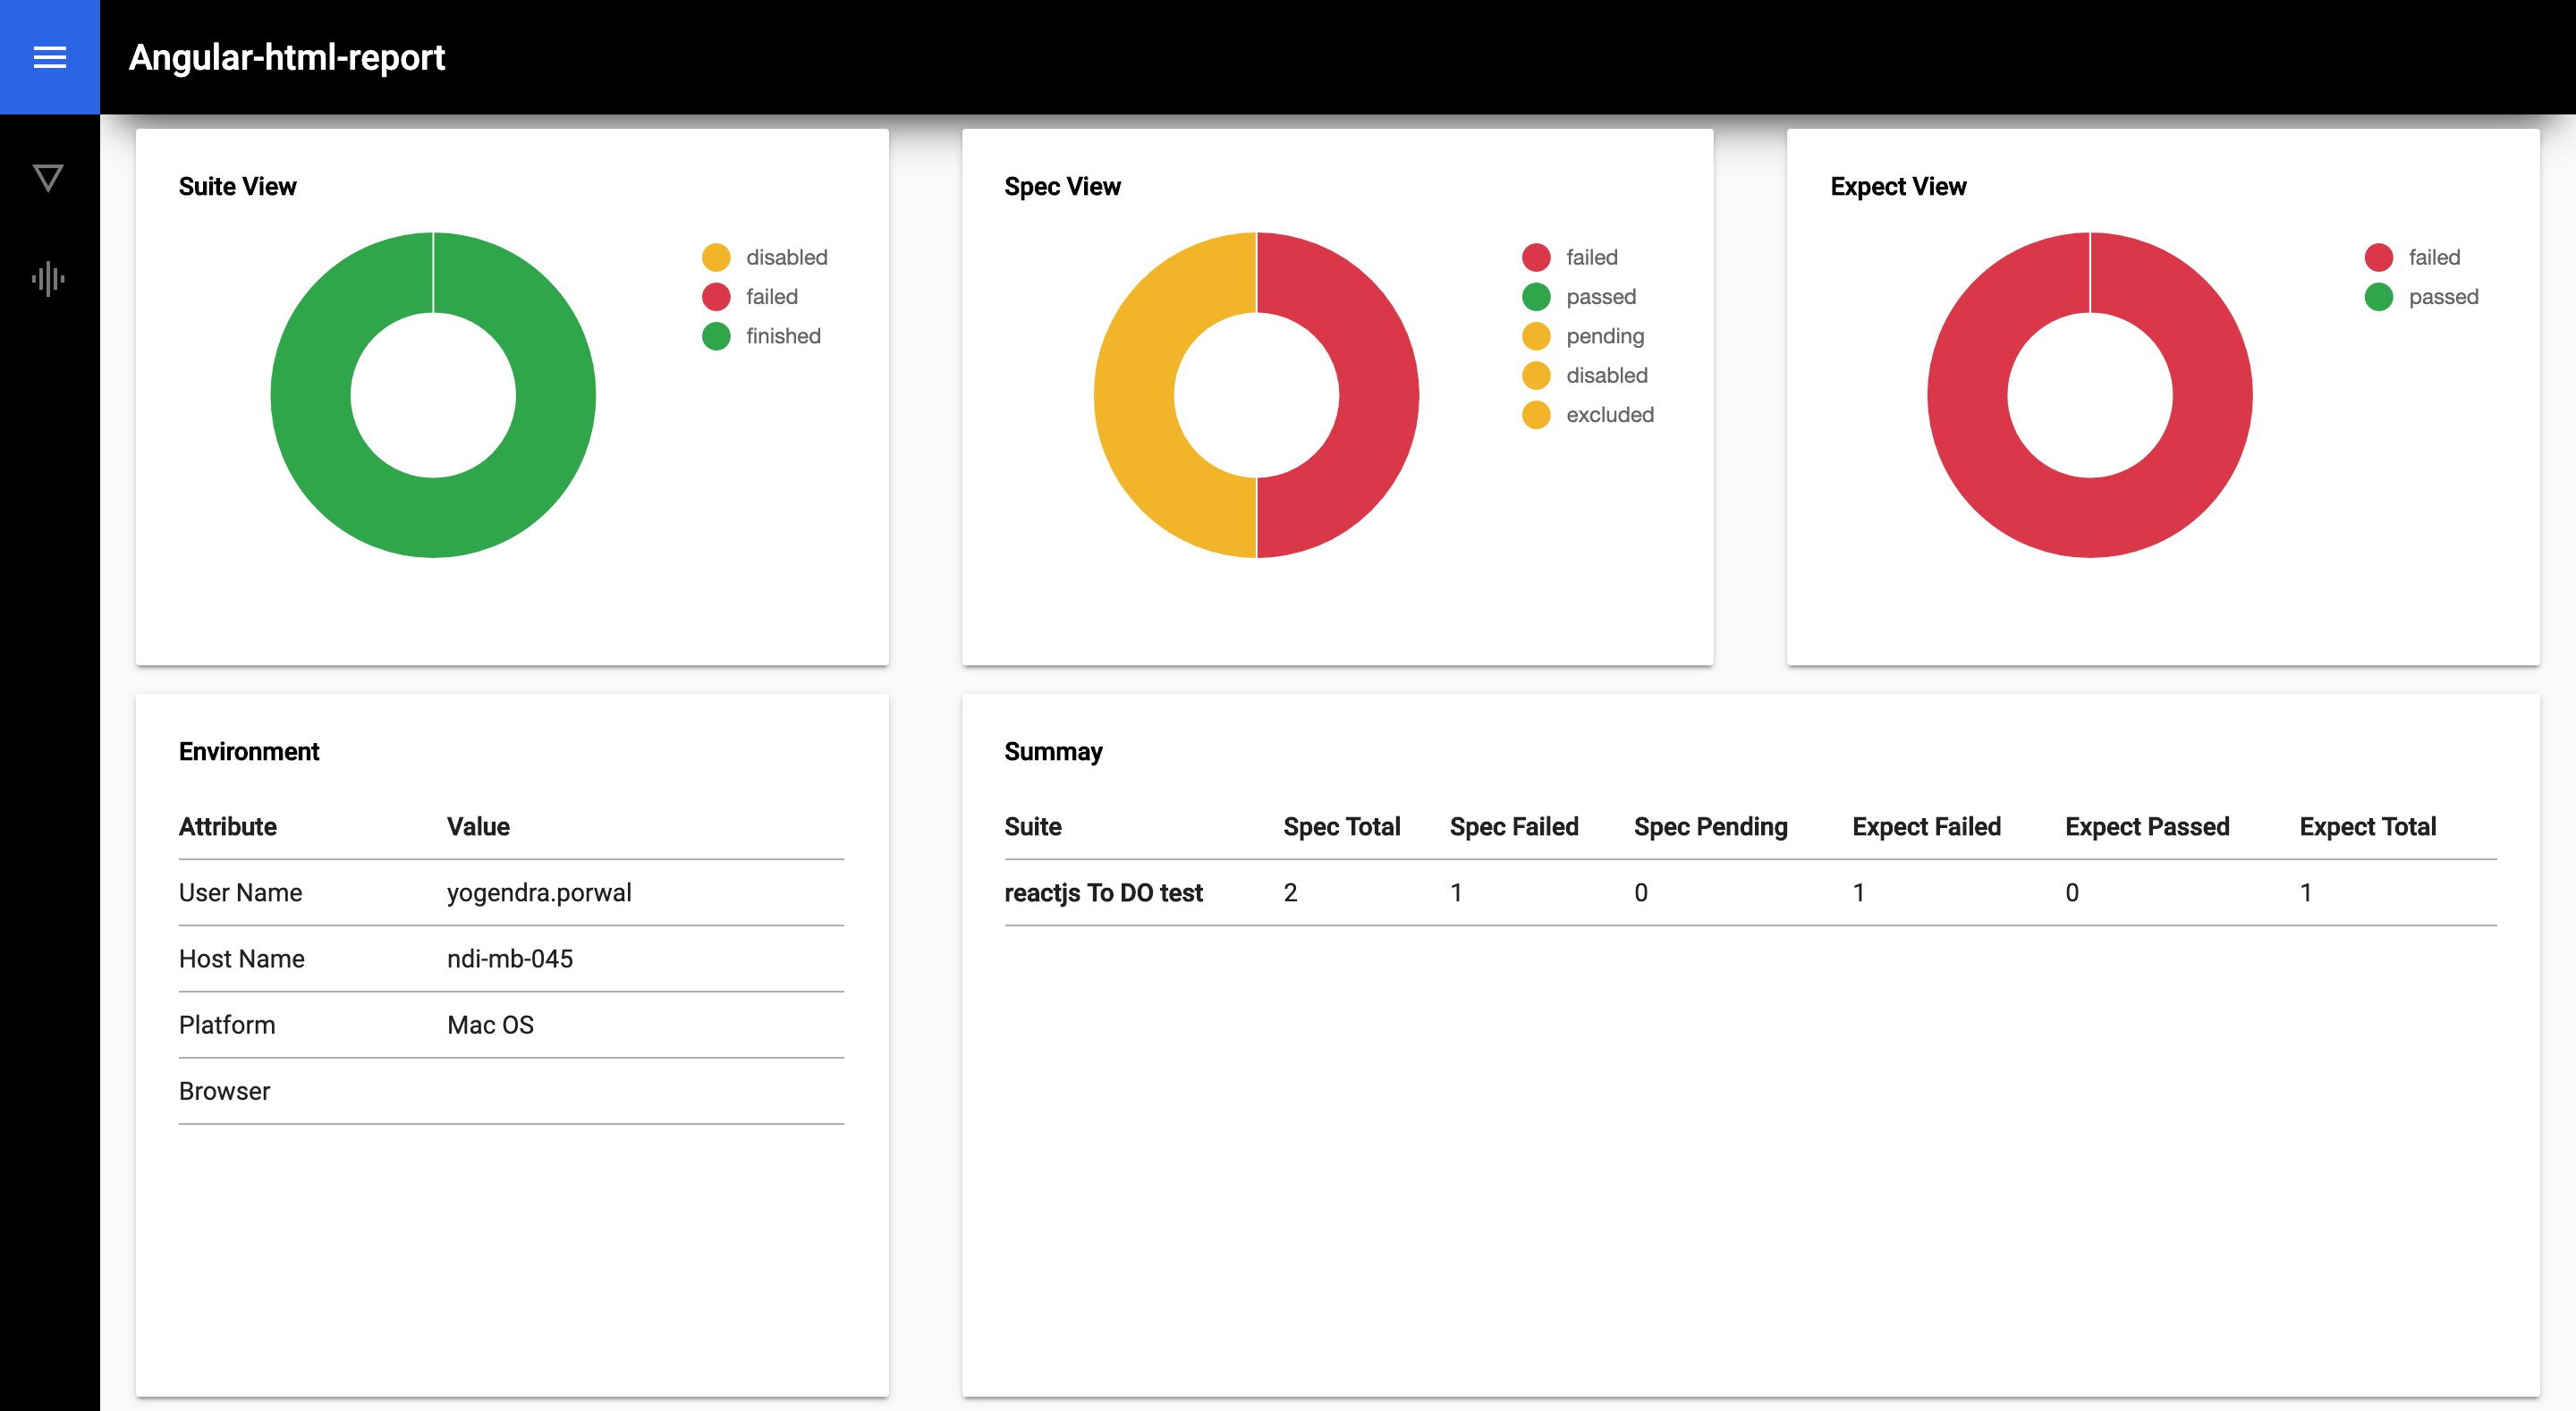 Angular-html-report
Suite View
disabled
failed
finished
Spec View
failed
passed
pending
disabled
excluded
Expect View
failed
passed
Environment
Attribute Value
User Name yogendra.porwal
Host Name ndi-mb-045
Platform Mac OS
Browser
Summay
Suite Spec Total Spec Failed Spec Pending Expect Failed Expect Passed Expect Total
reactjs To DO test 2 1 0 1 0 1